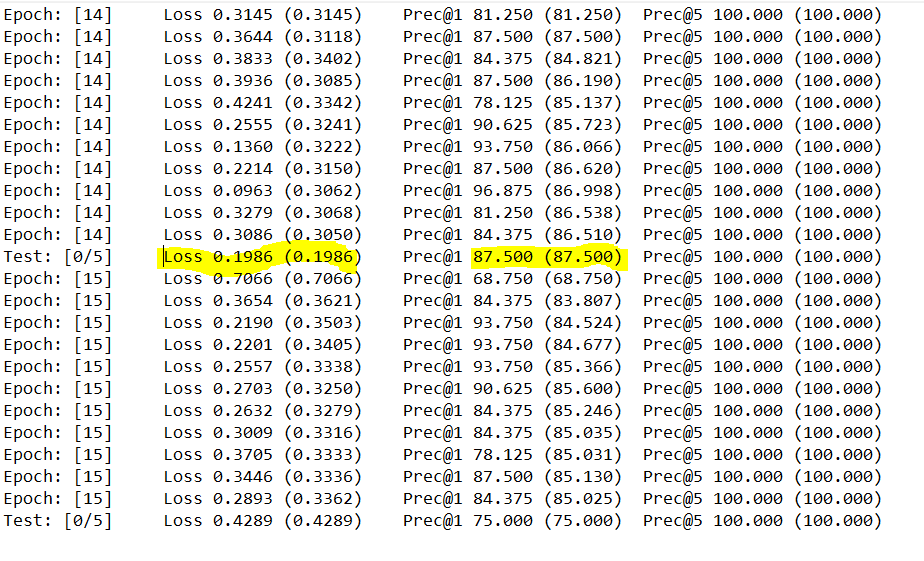 Epoch: [14] Loss 0.3145 (0.3145) Prec@1 81.250 (81.250) Prec@5 100.000 (100.000)
Epoch: [14] Loss 0.3644 (0.3118) Prec@1 87.500 (87.500) Prec@5 100.000 (100.000)
Epoch: [14] Loss 0.3833 (0.3402) Prec@1 84.375 (84.821) Prec@5 100.000 (100.000)
Epoch: [14] Loss 0.3936 (0.3085) Prec@1 87.500 (86.190) Prec@5 100.000 (100.000)
Epoch: [14] Loss 0.4241 (0.3342) Prec@1 78.125 (85.137) Prec@5 100.000 (100.000)
Epoch: [14] Loss 0.2555 (0.3241) Prec@1 90.625 (85.723) Prec@5 100.000 (100.000)
Epoch: [14] Loss 0.1360 (0.3222) Prec@1 93.750 (86.066) Prec@5 100.000 (100.000)
Epoch: [14] Loss 0.2214 (0.3150) Prec@1 87.500 (86.620) Prec@5 100.000 (100.000)
Epoch: [14] Loss 0.0963 (0.3062) Prec@1 96.875 (86.998) Prec@5 100.000 (100.000)
Epoch: [14] Loss 0.3279 (0.3068) Prec@1 81.250 (86.538) Prec@5 100.000 (100.000)
Epoch: [14] Loss 0.3086 (0.3050) Prec@1 84.375 (86.510) Prec@5 100.000 (100.000)
Test: [0/5] Loss 0.1986 (0.1986) Prec@1 87.500 (87.500) Prec@5 100.000 (100.000)
Epoch: [15] Loss 0.7066 (0.7066) Prec@1 68.750 (68.750) Prec@5 100.000 (100.000)
Epoch: [15] Loss 0.3654 (0.3621) Prec@1 84.375 (83.807) Prec@5 100.000 (100.000)
Epoch: [15] Loss 0.2190 (0.3503) Prec@1 93.750 (84.524) Prec@5 100.000 (100.000)
Epoch: [15] Loss 0.2201 (0.3405) Prec@1 93.750 (84.677) Prec@5 100.000 (100.000)
Epoch: [15] Loss 0.2557 (0.3338) Prec@1 93.750 (85.366) Prec@5 100.000 (100.000)
Epoch: [15] Loss 0.2703 (0.3250) Prec@1 90.625 (85.600) Prec@5 100.000 (100.000)
Epoch: [15] Loss 0.2632 (0.3279) Prec@1 84.375 (85.246) Prec@5 100.000 (100.000)
Epoch: [15] Loss 0.3009 (0.3316) Prec@1 84.375 (85.035) Prec@5 100.000 (100.000)
Epoch: [15] Loss 0.3705 (0.3333) Prec@1 78.125 (85.031) Prec@5 100.000 (100.000)
Epoch: [15] Loss 0.3446 (0.3336) Prec@1 87.500 (85.130) Prec@5 100.000 (100.000)
Epoch: [15] Loss 0.2893 (0.3362) Prec@1 84.375 (85.025) Prec@5 100.000 (100.000)
Test: [0/5] Loss 0.4289 (0.4289) Prec@1 75.000 (75.000) Prec@5 100.000 (100.000)